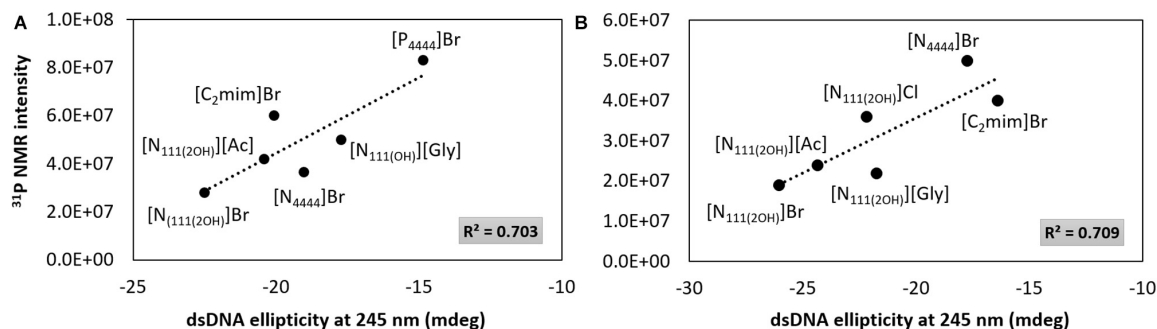 A
1.0E+08
8.0E+07
6.0E+07
4.0E+07
2.0E+07
0.0E+00
³¹P NMR intensity
[P₄₄₄₄]Br
[C₂mim]Br
[N₁₁₁₍₂OH₎][Ac]
[N₁₁₁₍OH₎][Gly]
[N₄₄₄₄]Br
[N₍₁₁₁₍₂OH₎]Br
R² = 0.703
-25 -20 -15 -10
dsDNA ellipticity at 245 nm (mdeg)
B
6.0E+07
5.0E+07
4.0E+07
3.0E+07
2.0E+07
1.0E+07
0.0E+00
[N₄₄₄₄]Br
[N₁₁₁₍₂OH₎]Cl
[C₂mim]Br
[N₁₁₁₍₂OH₎][Ac]
[N₁₁₁₍₂OH₎][Gly]
[N₁₁₁₍₂OH₎]Br
R² = 0.709
-30 -25 -20 -15 -10
dsDNA ellipticity at 245 nm (mdeg)